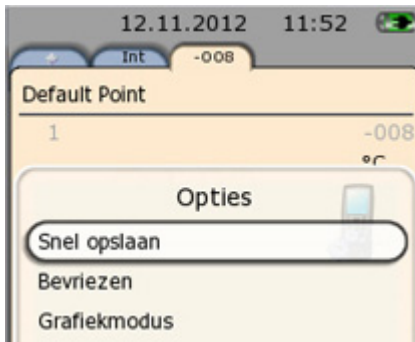 12.11.2012 11:52
Int -008
Default Point
1 -008
°C
Opties
Snel opslaan
Bevriezen
Grafiekmodus